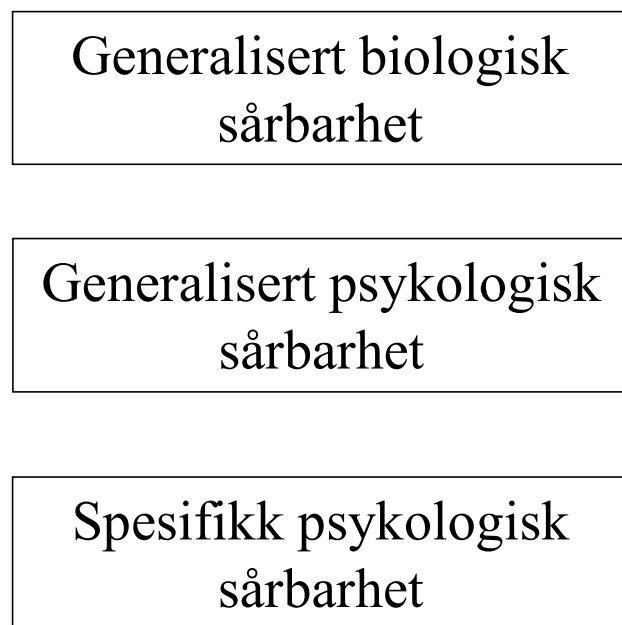 Generalisert biologisk
sårbarhet
Generalisert psykologisk
sårbarhet
Spesifikk psykologisk
sårbarhet